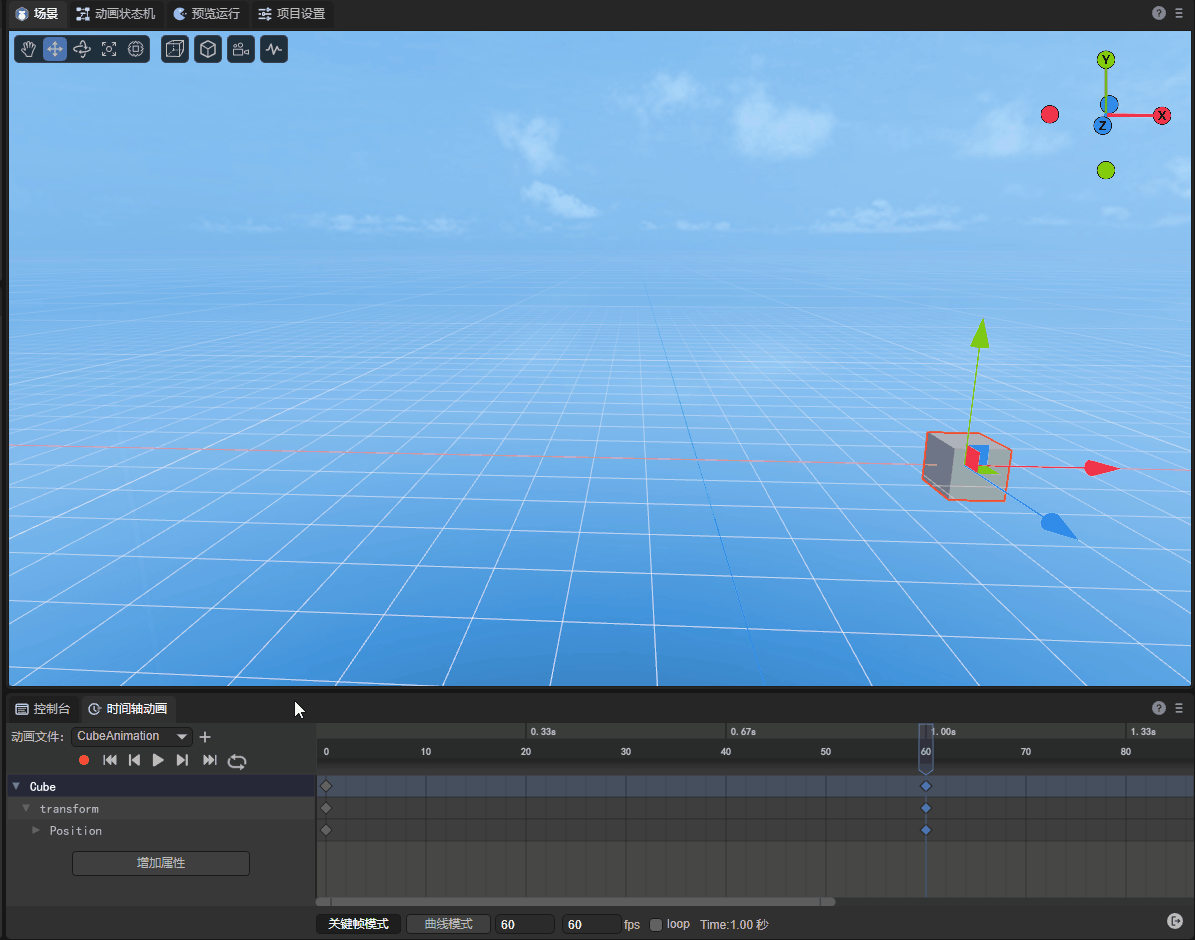 场景 动画状态机 预览运行 项目设置 ?
Y
X
Z
控制台 时间轴动画 ?
动画文件: CubeAnimation
0.33s 0.67s 1.00s 1.33s
0 10 20 30 40 50 60 70 80
Cube
transform
Position
增加属性
关键帧模式 曲线模式 60 60 fps loop Time:1.00 秒